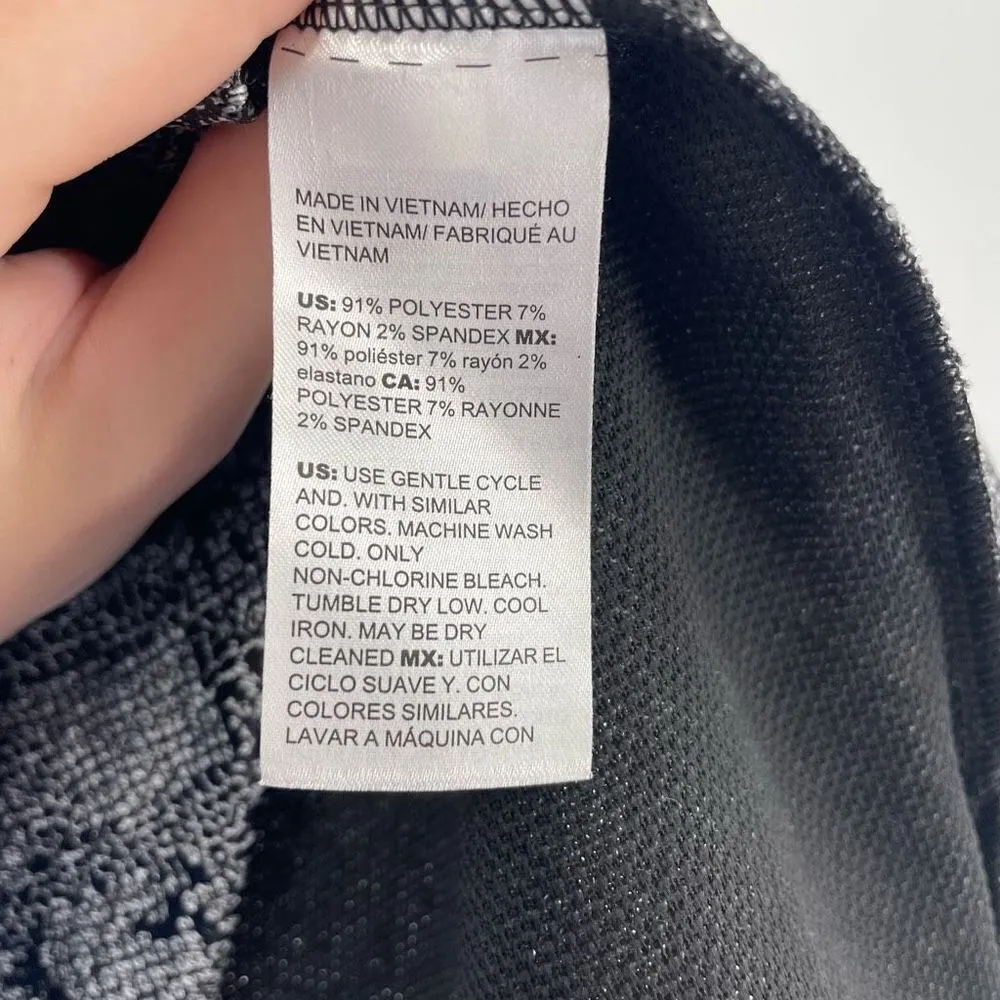 MADE IN VIETNAM/ HECHO
EN VIETNAM/ FABRIQUÉ AU
VIETNAM
US: 91% POLYESTER 7%
RAYON 2% SPANDEX MX:
91% poliéster 7% rayón 2%
elastano CA: 91%
POLYESTER 7% RAYONNE
2% SPANDEX
US: USE GENTLE CYCLE
AND. WITH SIMILAR
COLORS. MACHINE WASH
COLD. ONLY
NON-CHLORINE BLEACH.
TUMBLE DRY LOW. COOL
IRON. MAY BE DRY
CLEANED MX: UTILIZAR EL
CICLO SUAVE Y. CON
COLORES SIMILARES.
LAVAR A MÁQUINA CON